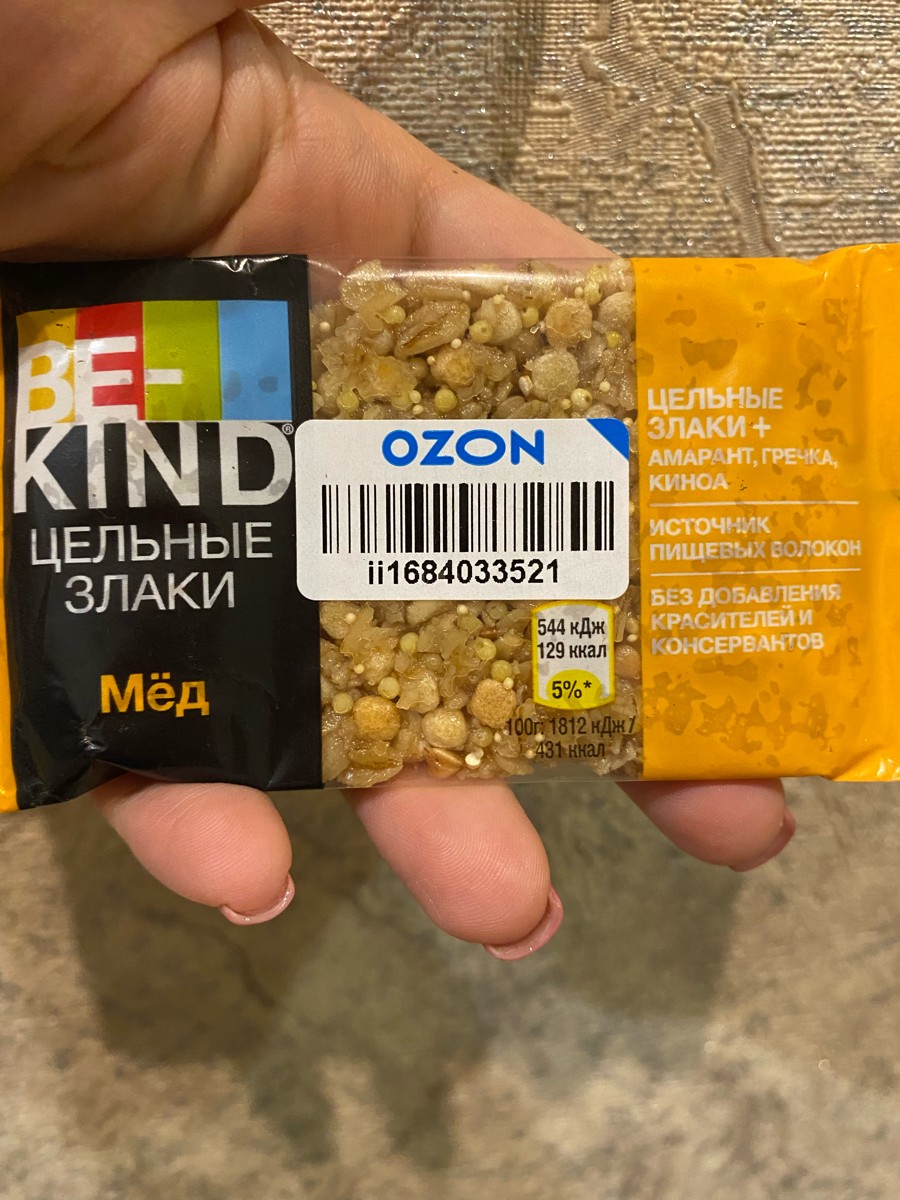 BE-
KIND®
ЦЕЛЬНЫЕ
ЗЛАКИ
Мёд
OZON
ii1684033521
544 кДж
129 ккал
5%*
100г: 1812 кДж /
431 ккал
ЦЕЛЬНЫЕ
ЗЛАКИ +
АМАРАНТ, ГРЕЧКА,
КИНОА
ИСТОЧНИК
ПИЩЕВЫХ ВОЛОКОН
БЕЗ ДОБАВЛЕНИЯ
КРАСИТЕЛЕЙ И
КОНСЕРВАНТОВ